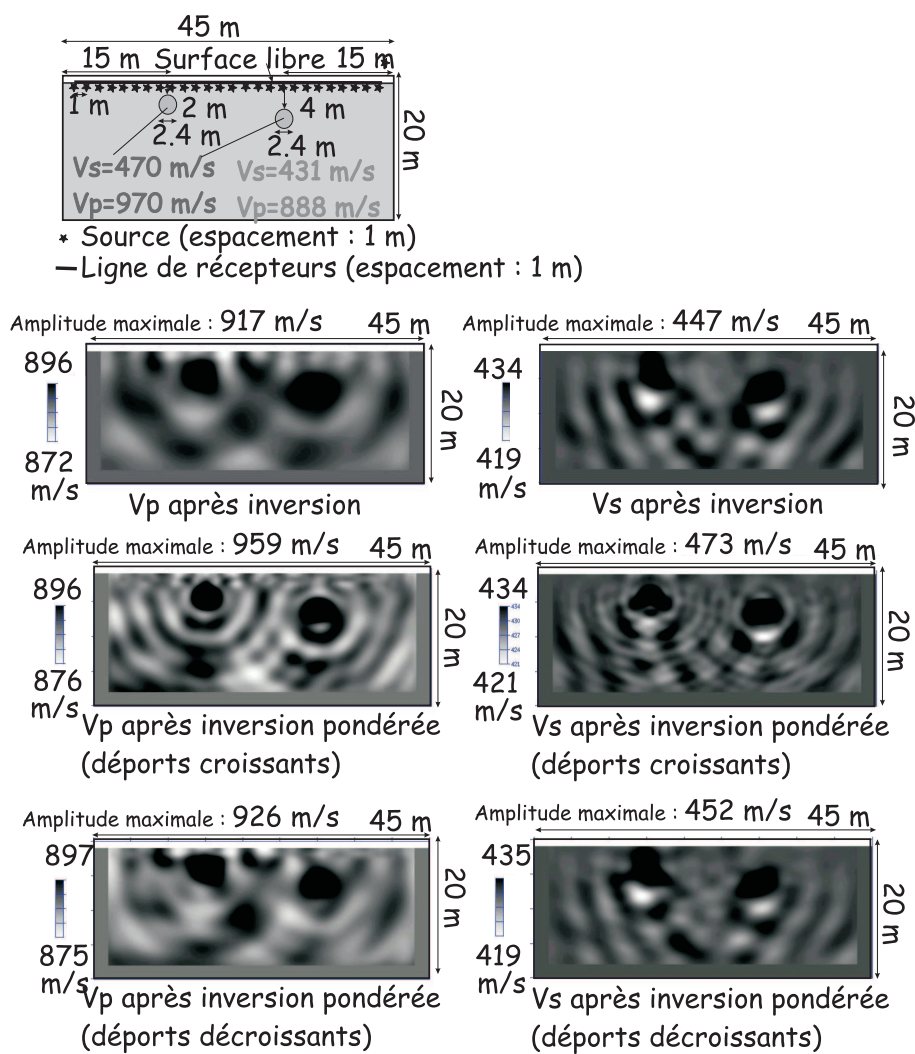 45 m
15 m Surface libre 15 m
1 m 2 m 4 m
2.4 m 2.4 m
20 m
Vs=470 m/s Vs=431 m/s
Vp=970 m/s Vp=888 m/s
Source (espacement : 1 m)
Ligne de récepteurs (espacement : 1 m)
Amplitude maximale : 917 m/s 45 m
896
872
m/s
20 m
Vp après inversion
Amplitude maximale : 447 m/s 45 m
434
419
m/s
20 m
Vs après inversion
Amplitude maximale : 959 m/s 45 m
896
876
m/s
20 m
Vp après inversion pondérée
(déports croissants)
Amplitude maximale : 473 m/s 45 m
434
434
430
427
424
421
421
m/s
20 m
Vs après inversion pondérée
(déports croissants)
Amplitude maximale : 926 m/s 45 m
897
875
m/s
20 m
Vp après inversion pondérée
(déports décroissants)
Amplitude maximale : 452 m/s 45 m
435
419
m/s
20 m
Vs après inversion pondérée
(déports décroissants)